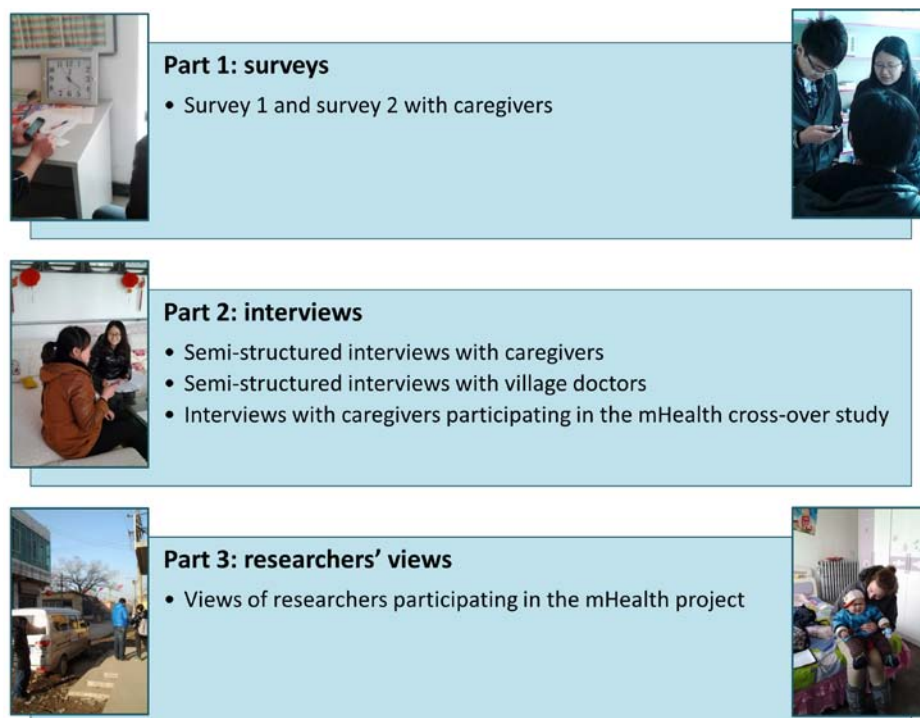 Part 1: surveys
• Survey 1 and survey 2 with caregivers
Part 2: interviews
• Semi-structured interviews with caregivers
• Semi-structured interviews with village doctors
• Interviews with caregivers participating in the mHealth cross-over study
Part 3: researchers' views
• Views of researchers participating in the mHealth project